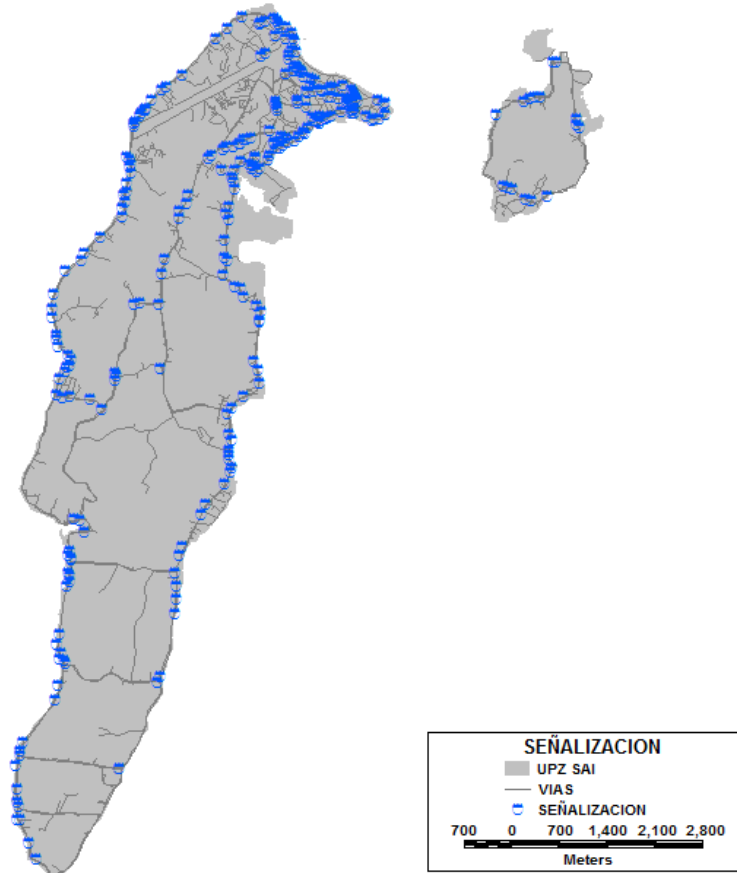 SEÑALIZACION
UPZ SAI
VIAS
SEÑALIZACION
700 0 700 1,400 2,100 2,800
Meters